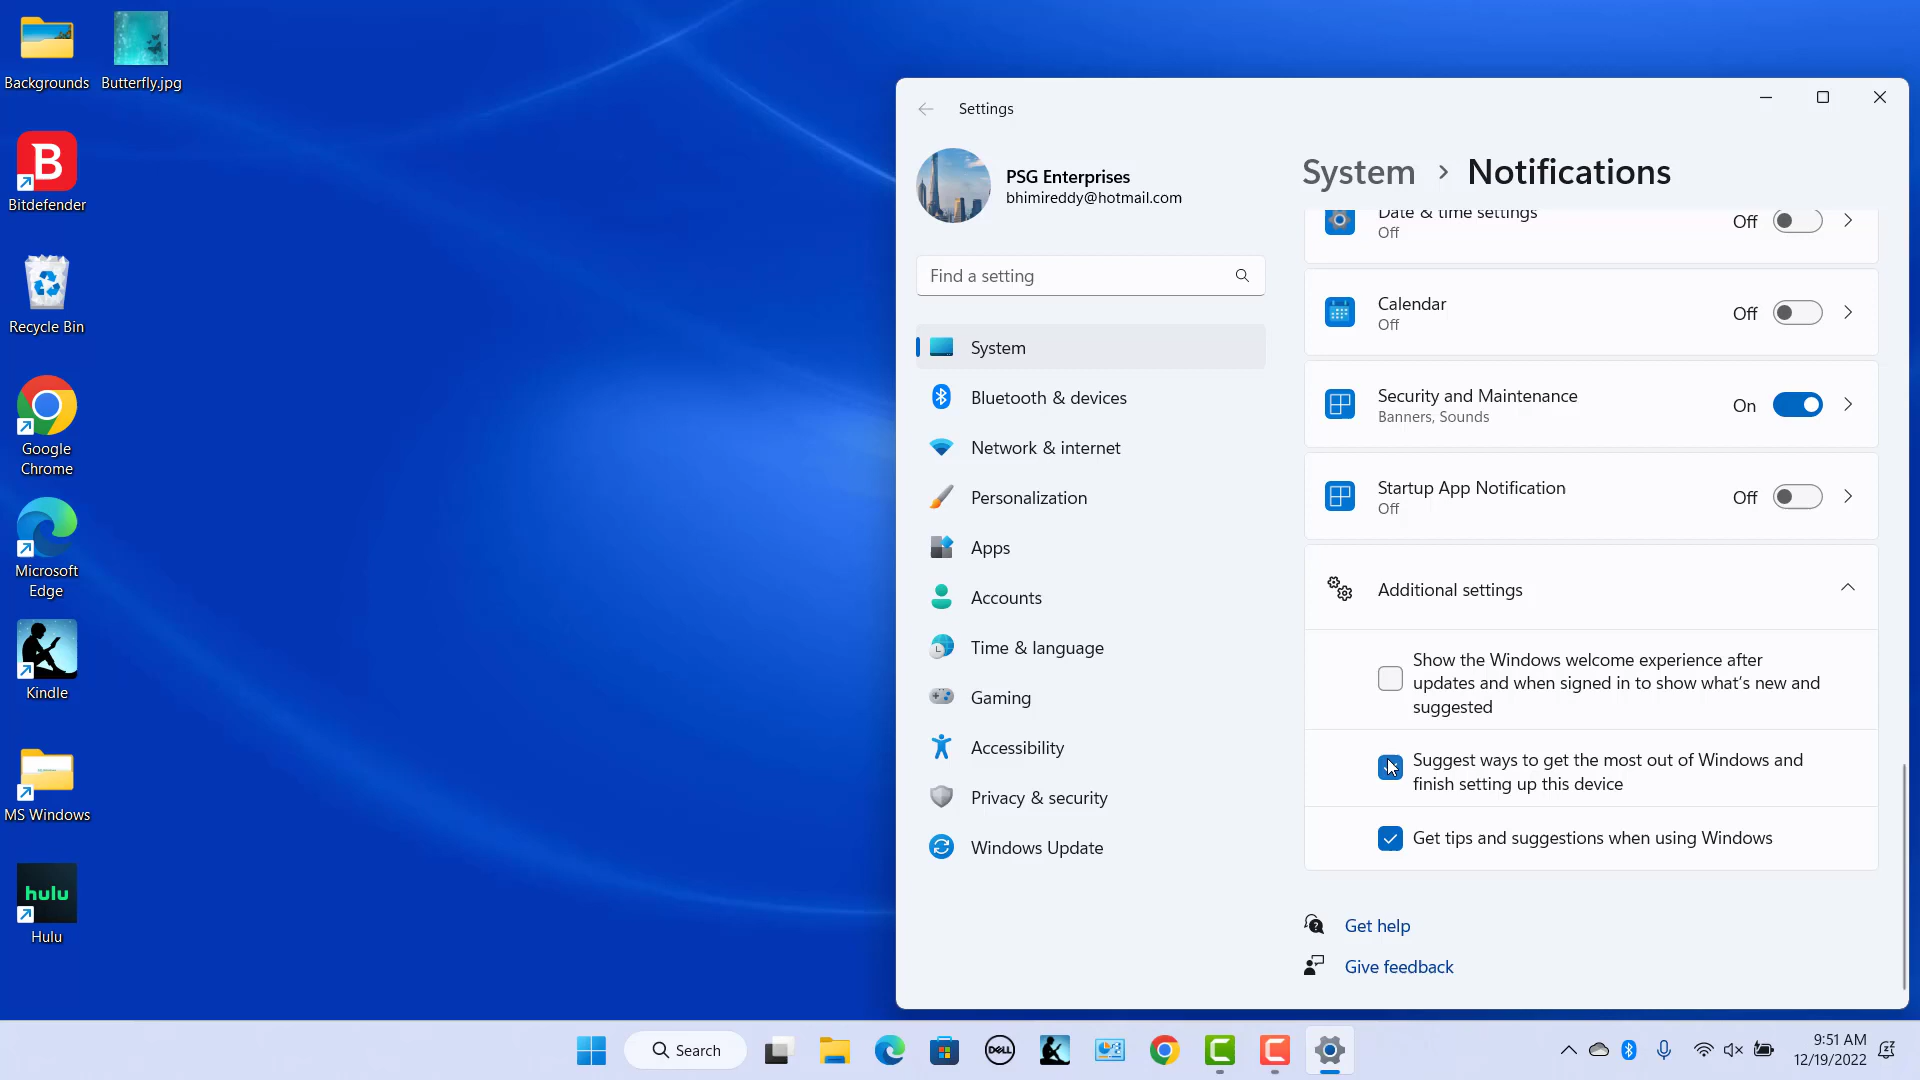 Backgrounds
Butterfly.jpg
B
Bitdefender
Recycle Bin
Google
Chrome
Microsoft
Edge
Kindle
MS Windows
hulu
Hulu
Settings
PSG Enterprises
bhimireddy@hotmail.com
Find a setting
System
Bluetooth & devices
Network & internet
Personalization
Apps
Accounts
Time & language
Gaming
Accessibility
Privacy & security
Windows Update
System > Notifications
Date & time settings
Off
Off
Calendar
Off
Off
Security and Maintenance
Banners, Sounds
On
Startup App Notification
Off
Off
Additional settings
Show the Windows welcome experience after
updates and when signed in to show what's new and
suggested
Suggest ways to get the most out of Windows and
finish setting up this device
Get tips and suggestions when using Windows
Get help
Give feedback
Search
DELL
C
C
9:51 AM
12/19/2022